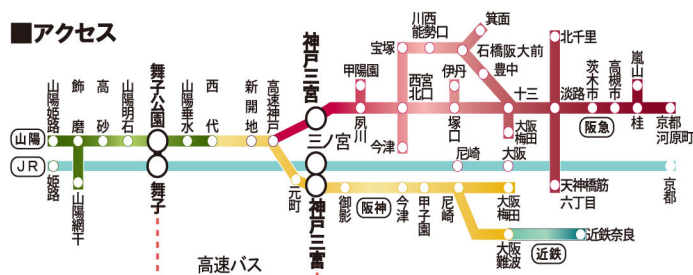 ■アクセス
箕面
川西能勢口
宝塚
石橋阪大前
北千里
豊中
嵐山
高槻市
茨木市
伊丹
西宮北口
甲陽園
神戸三宮
高速神戸
新開地
西代
山陽垂水
舞子公園
山陽明石
高砂
飾磨
山陽姫路
十三
淡路
夙川
塚口
阪急
桂
京都河原町
山陽
三ノ宮
今津
大阪梅田
JR
尼崎
大阪
姫路
山陽網干
舞子
元町
神戸三宮
御影
阪神
今津
甲子園
尼崎
大阪梅田
天神橋筋六丁目
京都
大阪難波
近鉄
近鉄奈良
高速バス